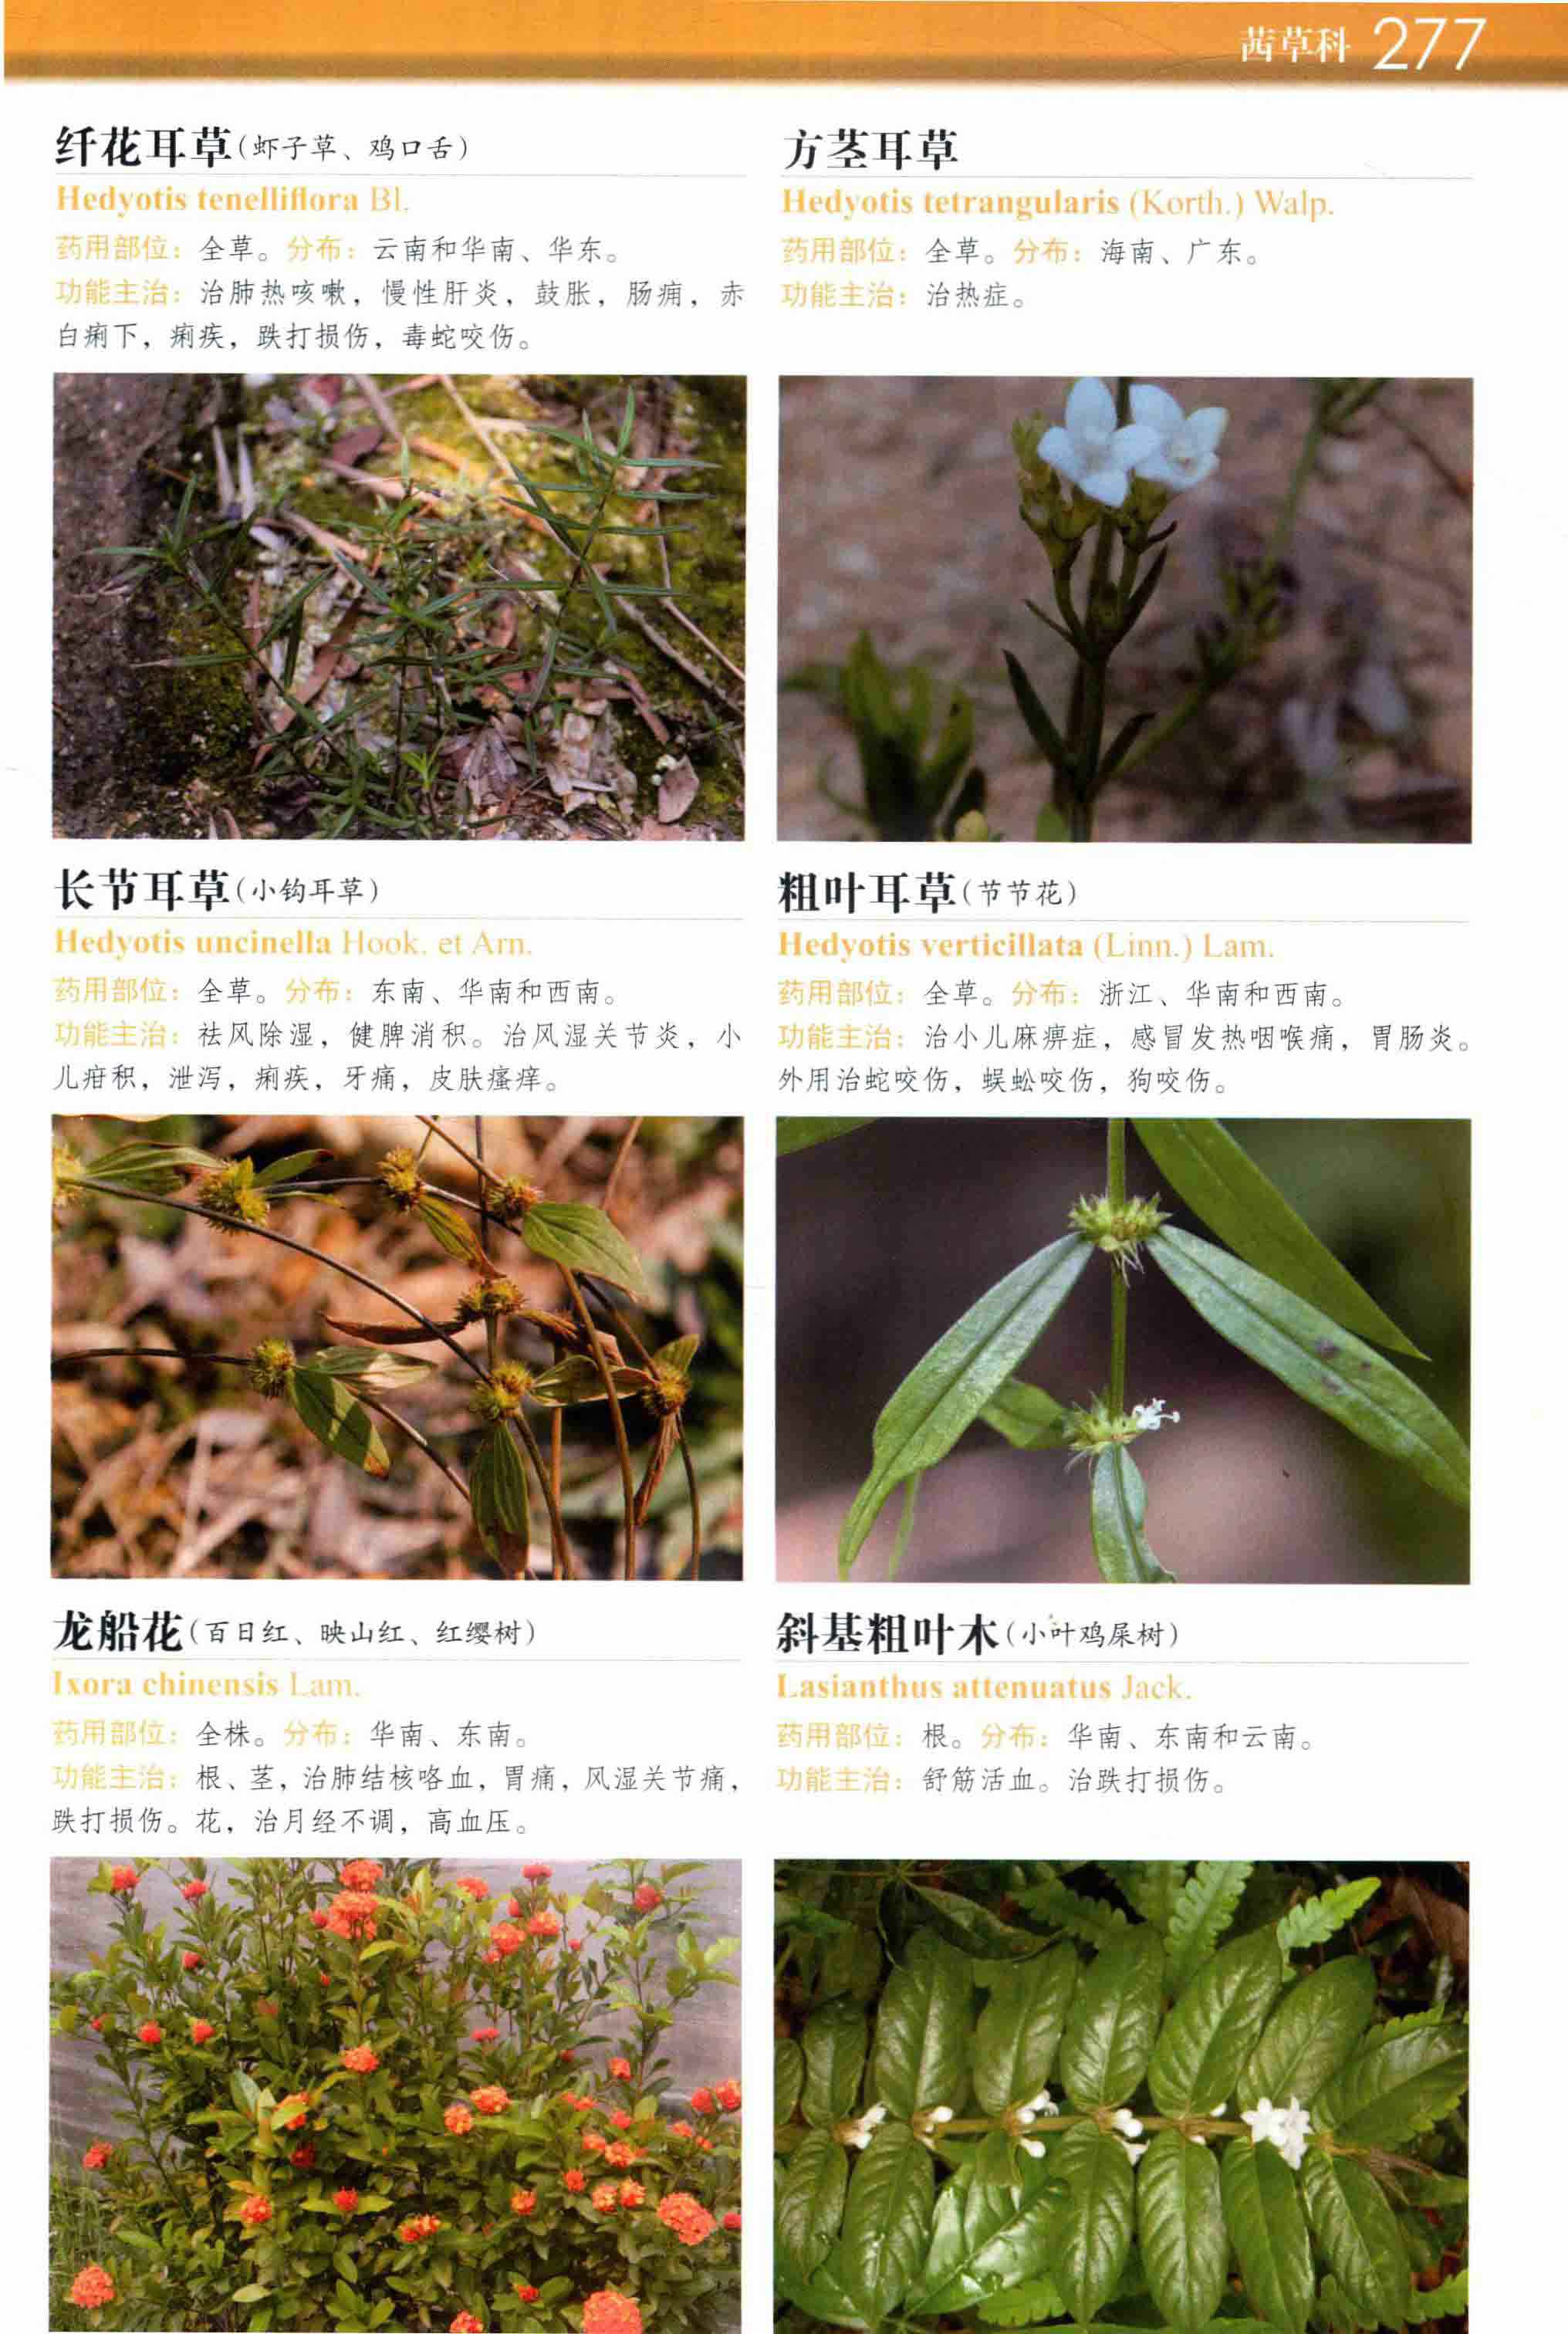 茜草科 277
纤花耳草(虾子草、鸡口舌)
Hedyotis tenelliflora Bl.
药用部位：全草。分布：云南和华南、华东。
功能主治：治肺热咳嗽，慢性肝炎，鼓胀，肠痈，赤
白痢下，痢疾，跌打损伤，毒蛇咬伤。
方茎耳草
Hedyotis tetrangularis (Korth.) Walp.
药用部位：全草。分布：海南、广东。
功能主治：治热症。
长节耳草(小钩耳草)
Hedyotis uncinella Hook. et Arn.
药用部位：全草。分布：东南、华南和西南。
功能主治：祛风除湿，健脾消积。治风湿关节炎，小
儿疳积，泄泻，痢疾，牙痛，皮肤瘙痒。
粗叶耳草(节节花)
Hedyotis verticillata (Linn.) Lam.
药用部位：全草。分布：浙江、华南和西南。
功能主治：治小儿麻痹症，感冒发热咽喉痛，胃肠炎。
外用治蛇咬伤，蜈蚣咬伤，狗咬伤。
龙船花(百日红、映山红、红缨树)
Ixora chinensis Lam.
药用部位：全株。分布：华南、东南。
功能主治：根、茎，治肺结核咯血，胃痛，风湿关节痛，
跌打损伤。花，治月经不调，高血压。
斜基粗叶木(小叶鸡屎树)
Lasianthus attenuatus Jack.
药用部位：根。分布：华南、东南和云南。
功能主治：舒筋活血。治跌打损伤。